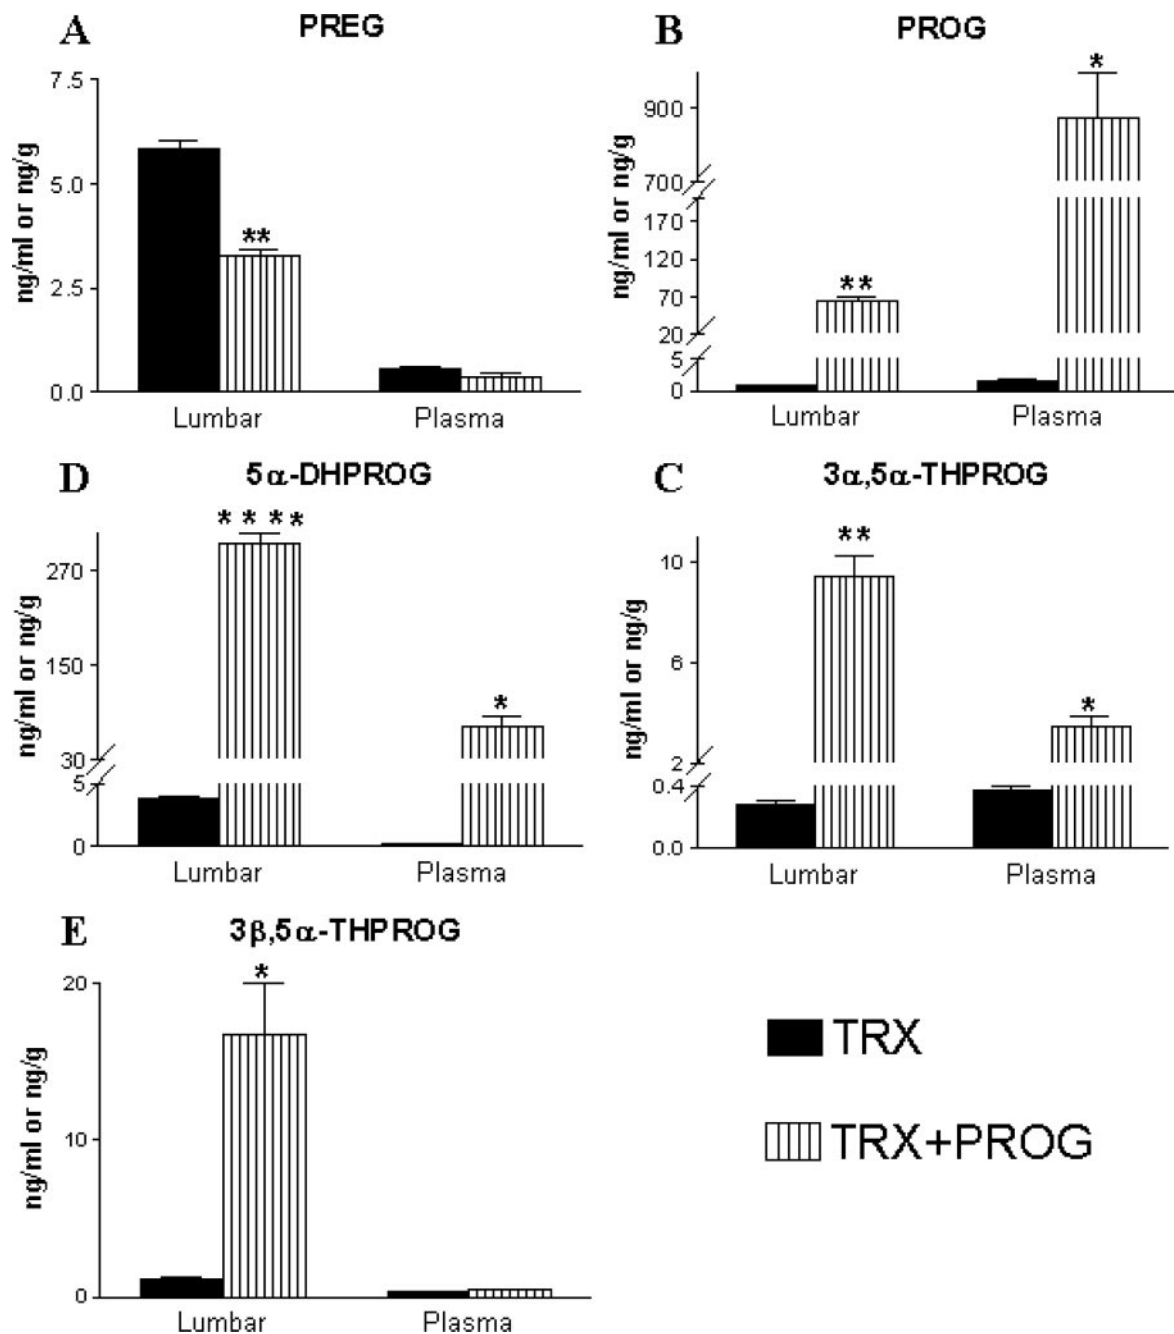 A
PREG
ng/ml or ng/g
7.5
5.0
2.5
0.0
**
Lumbar
Plasma
B
PROG
ng/ml or ng/g
900
700
170
120
70
20
5
0
**
*
Lumbar
Plasma
D
5α-DHPROG
ng/ml or ng/g
270
150
30
5
0
****
*
Lumbar
Plasma
C
3α,5α-THPROG
ng/ml or ng/g
10
6
2
0.4
0.0
**
*
Lumbar
Plasma
E
3β,5α-THPROG
ng/ml or ng/g
20
10
0
*
Lumbar
Plasma
TRX
TRX+PROG